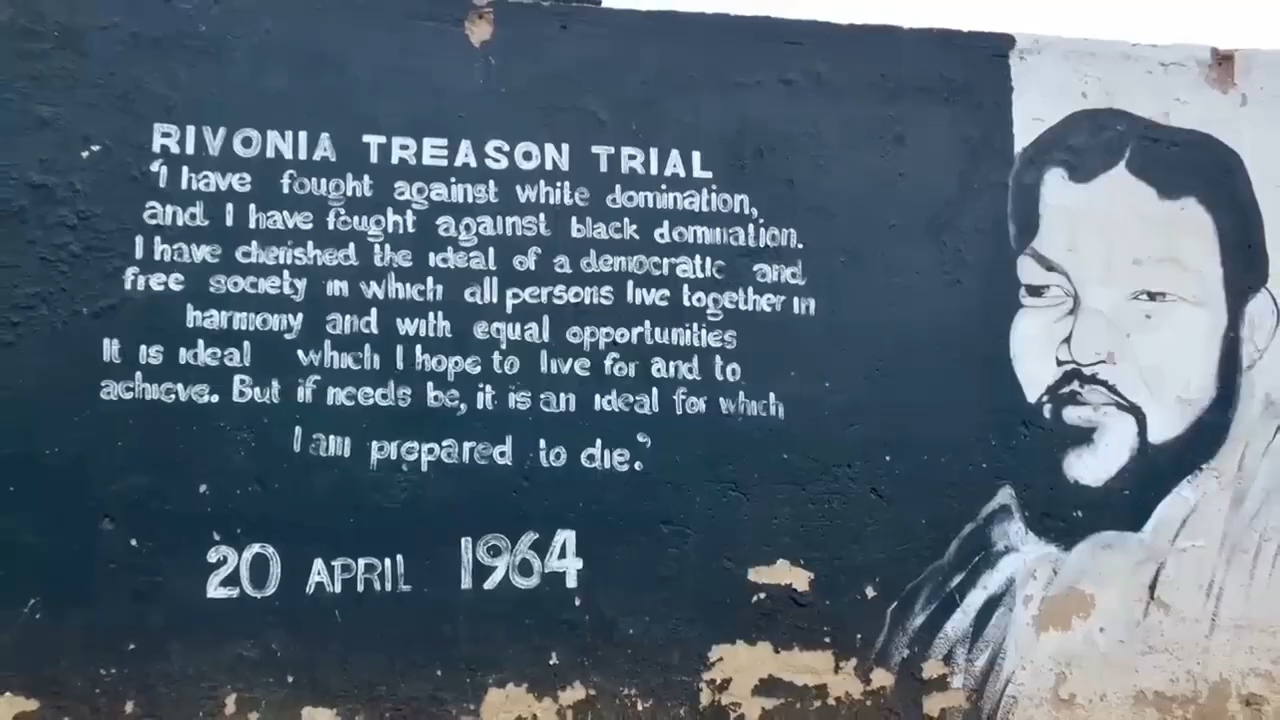 RIVONIA TREASON TRIAL
"I have fought against white domination,
and I have fought against black domination.
I have cherished the ideal of a democratic and
free society in which all persons live together in
harmony and with equal opportunities
It is ideal which I hope to live for and to
achieve. But if needs be, it is an ideal for which
I am prepared to die."
20 APRIL 1964